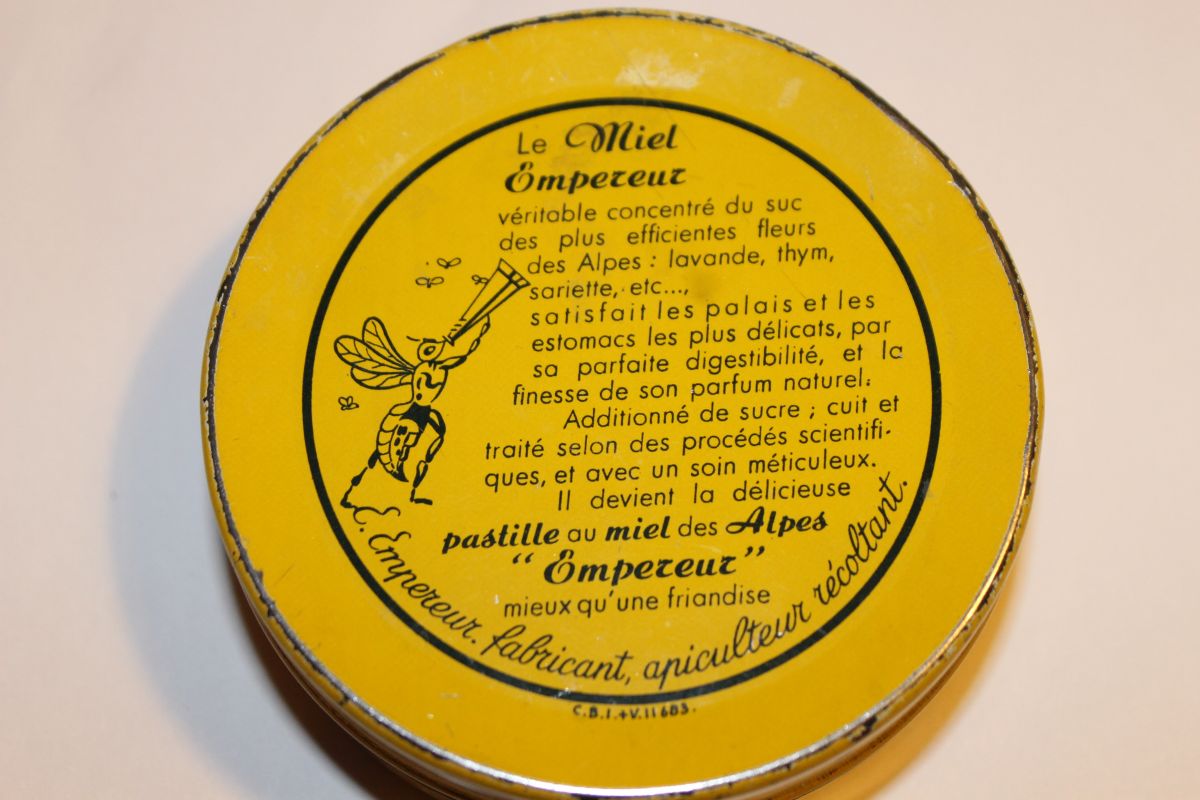 Le Miel
Empereur
véritable concentré du suc
des plus efficientes fleurs
des Alpes : lavande, thym,
sariette, etc...,
satisfait les palais et les
estomacs les plus délicats, par
sa parfaite digestibilité, et la
finesse de son parfum naturel.
Additionné de sucre ; cuit et
traité selon des procédés scientifi-
ques, et avec un soin méticuleux.
Il devient la délicieuse
pastille au miel des Alpes
“Empereur”
mieux qu'une friandise
E. Empereur. fabricant, apiculteur récoltant.
C.B.I.+V.11683.